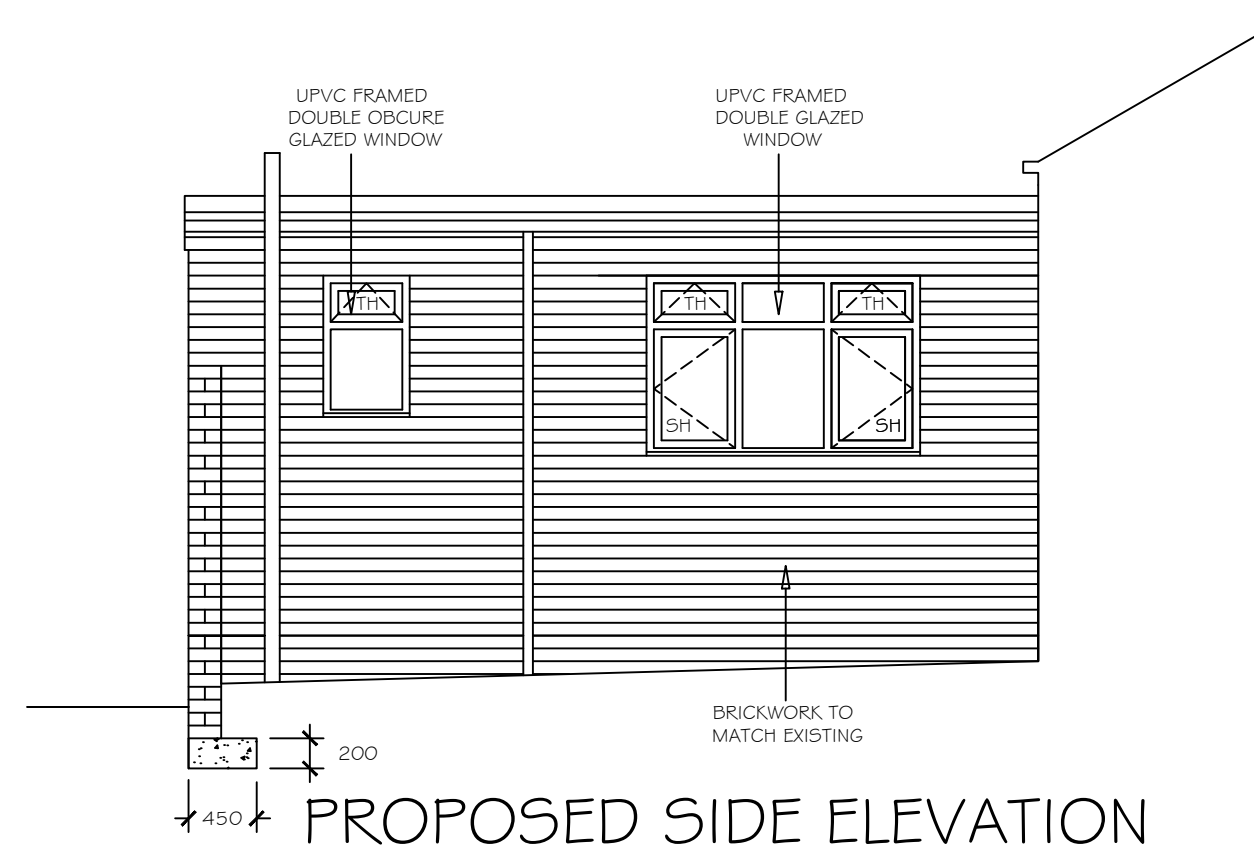 UPVC FRAMED
DOUBLE OBCURE
GLAZED WINDOW
UPVC FRAMED
DOUBLE GLAZED
WINDOW
TH
TH
TH
SH
SH
BRICKWORK TO
MATCH EXISTING
200
450
PROPOSED SIDE ELEVATION